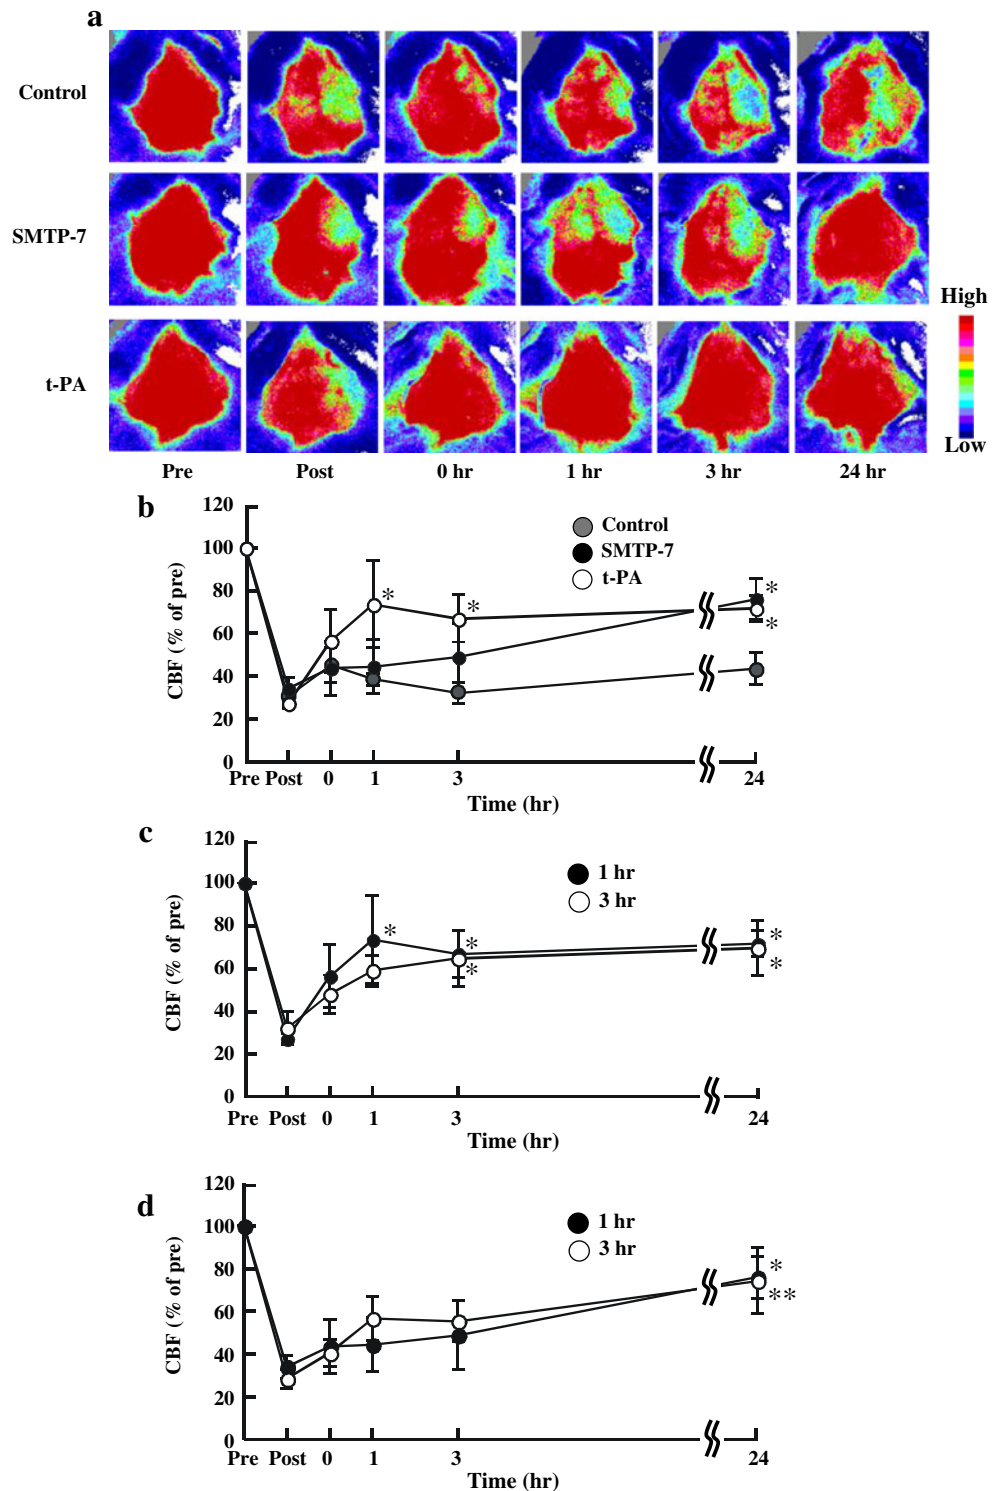 a
Control
SMTP-7
t-PA
High
Low
Pre Post 0 hr 1 hr 3 hr 24 hr
b
Control
SMTP-7
t-PA
CBF (% of pre)
120
100
80
60
40
20
0
* * * *
Pre Post 0 1 3 24
Time (hr)
c
1 hr
3 hr
CBF (% of pre)
120
100
80
60
40
20
0
* * * * *
Pre Post 0 1 3 24
Time (hr)
d
1 hr
3 hr
CBF (% of pre)
120
100
80
60
40
20
0
*
**
Pre Post 0 1 3 24
Time (hr)